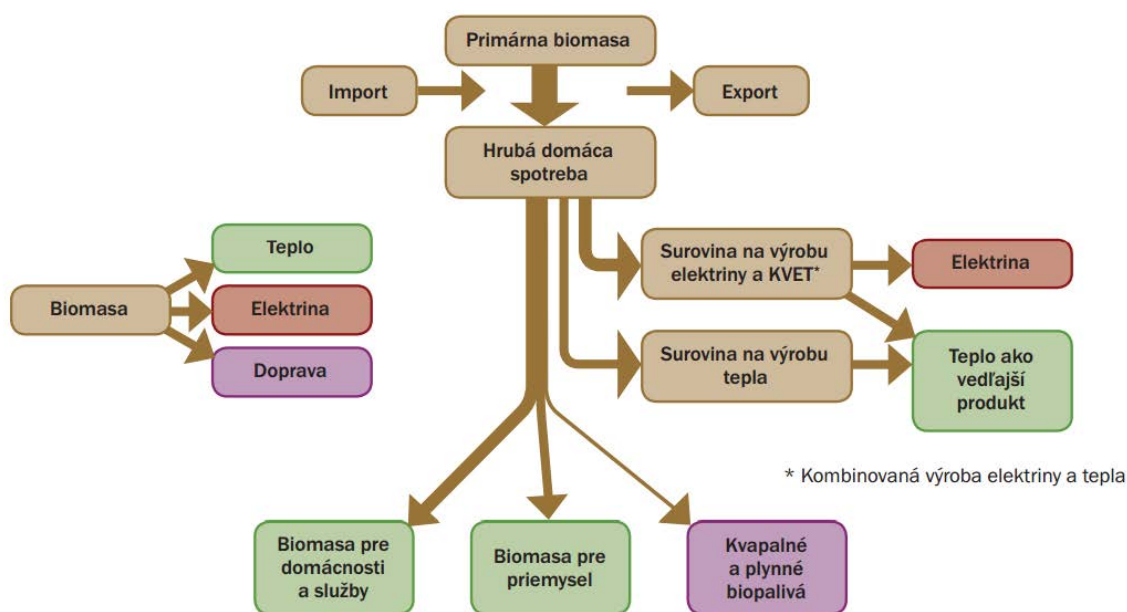 Primárna biomasa
Import
Export
Hrubá domáca
spotreba
Teplo
Biomasa
Elektrina
Doprava
Surovina na výrobu
elektriny a KVET*
Elektrina
Surovina na výrobu
tepla
Teplo ako
vedľajší
produkt
* Kombinovaná výroba elektriny a tepla
Biomasa pre
domácnosti
a služby
Biomasa pre
priemysel
Kvapalné
a plynné
biopalivá